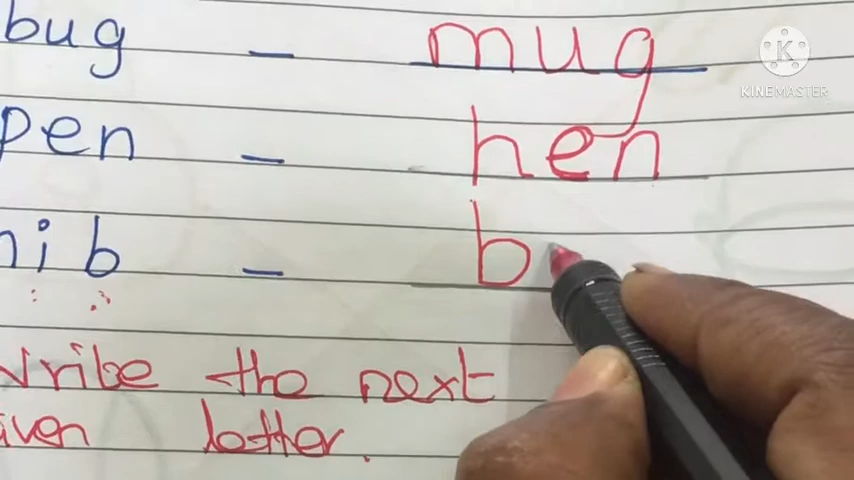 bug - mug
pen - hen
nib - b
write the next
given letter.
KINEMASTER